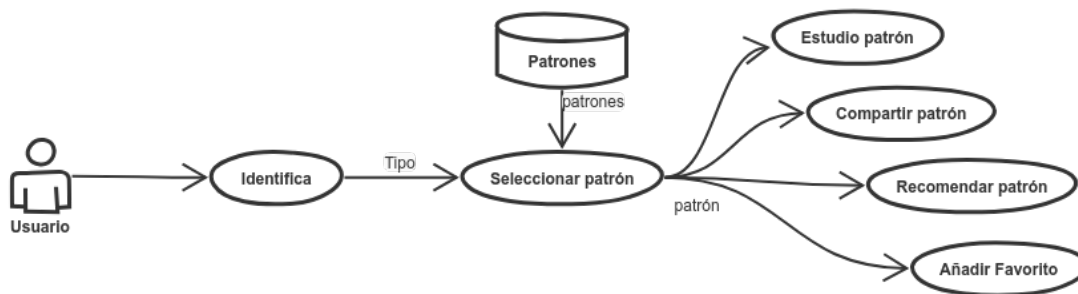 Estudio patrón
Patrones
patrones
Compartir patrón
Tipo
Identifica
Seleccionar patrón
Recomendar patrón
patrón
Usuario
Añadir Favorito